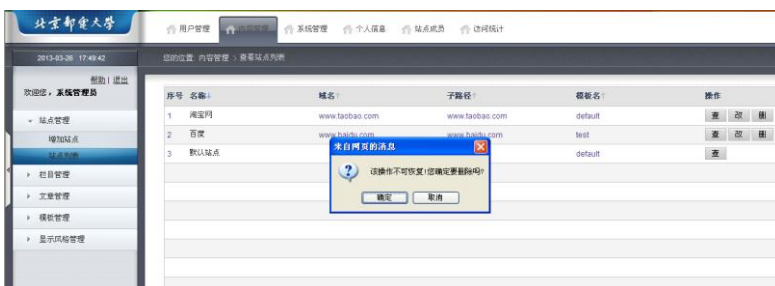 北京邮电大学
用户管理 内容管理 系统管理 个人信息 站点成员 访问统计
2013-03-26 17:49:42
您的位置: 内容管理 > 查看站点列表
帮助 | 退出
欢迎您，系统管理员
序号 名称↓ 域名↑ 子路径↑ 模板名↑ 操作
站点管理
1 淘宝网 www.taobao.com www.taobao.com default 查 改 删
增加站点
2 百度 www.baidu.com www.baidu.com test 查 改 删
站点列表
3 默认站点 default 查
来自网页的消息
该操作不可恢复!您确定要删除吗?
确定 取消
栏目管理
文章管理
模板管理
显示风格管理